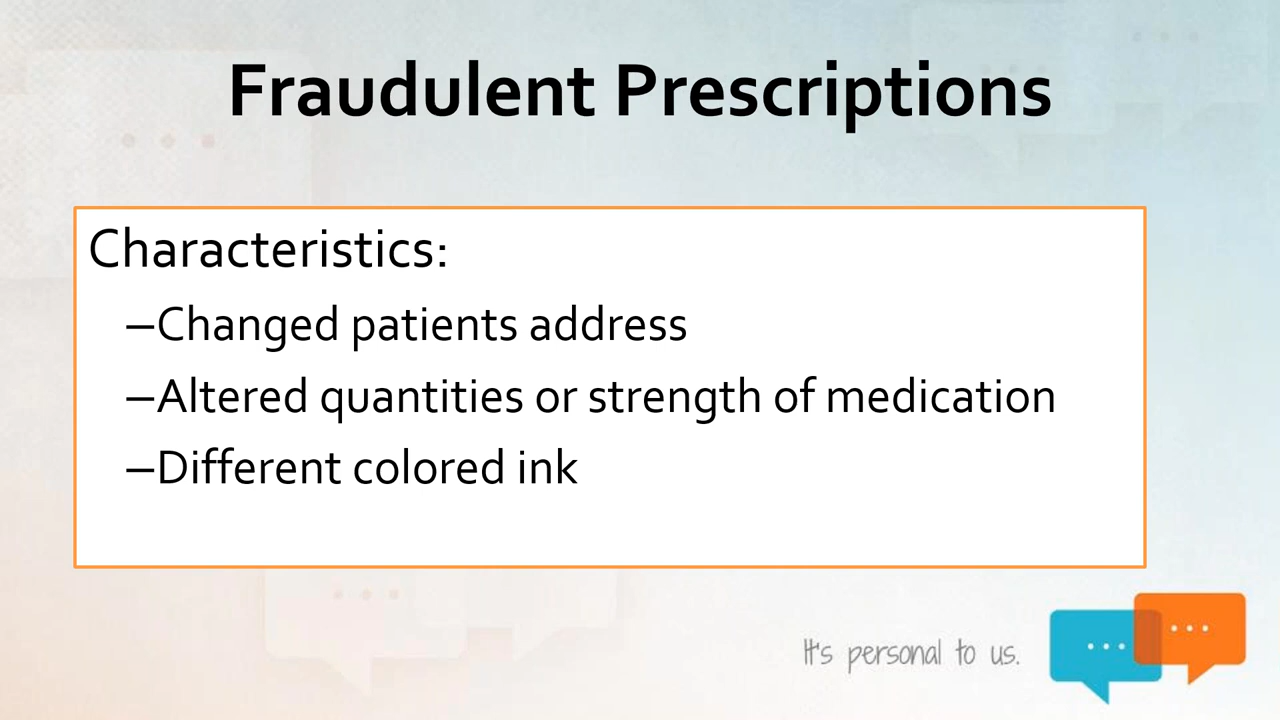 Fraudulent Prescriptions
Characteristics:
–Changed patients address
–Altered quantities or strength of medication
–Different colored ink
It's personal to us.